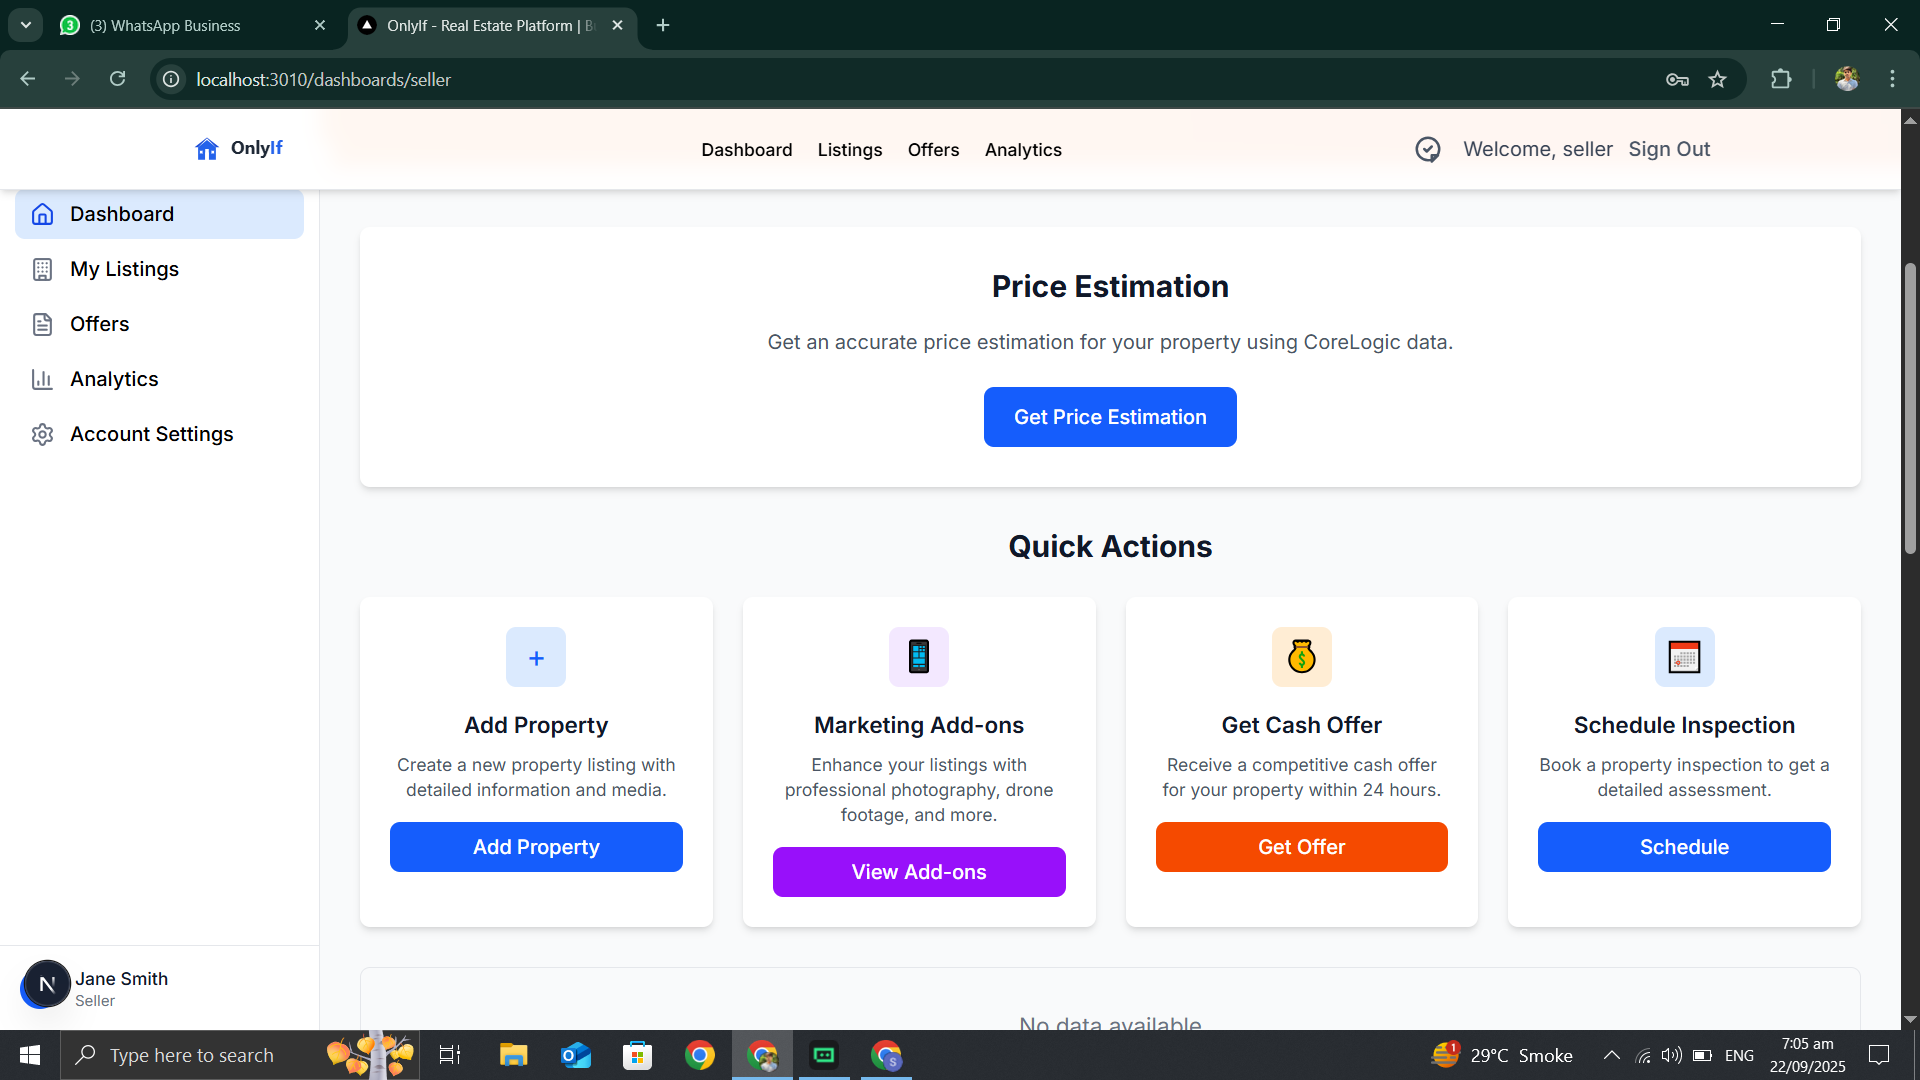 (3) WhatsApp Business
OnlyIf - Real Estate Platform |
localhost:3010/dashboards/seller
OnlyIf
Dashboard
Listings
Offers
Analytics
Welcome, seller
Sign Out
Dashboard
My Listings
Offers
Analytics
Account Settings
Price Estimation
Get an accurate price estimation for your property using CoreLogic data.
Get Price Estimation
Quick Actions
+
Add Property
Create a new property listing with
detailed information and media.
Add Property
Marketing Add-ons
Enhance your listings with
professional photography, drone
footage, and more.
View Add-ons
Get Cash Offer
Receive a competitive cash offer
for your property within 24 hours.
Get Offer
Schedule Inspection
Book a property inspection to get a
detailed assessment.
Schedule
No data available
N
Jane Smith
Seller
Type here to search
1
29°C Smoke
ENG
7:05 am
22/09/2025